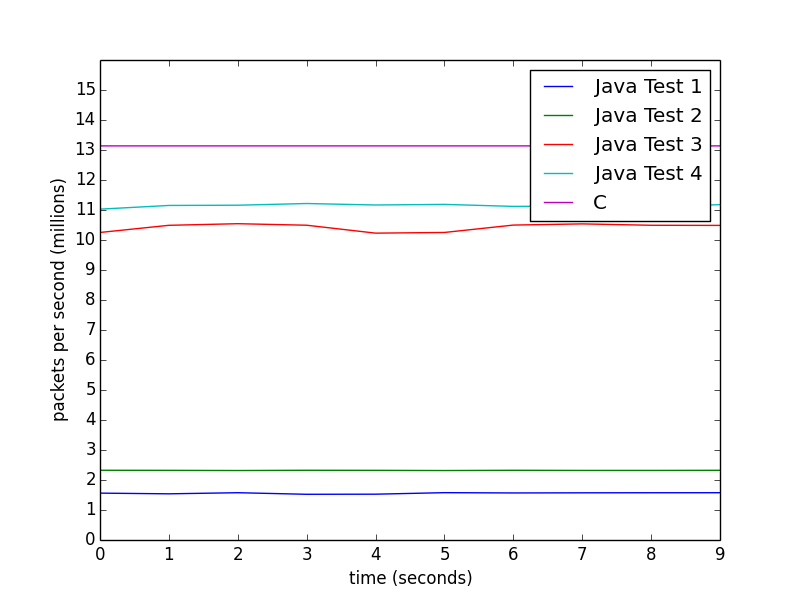 15
14
13
12
11
10
9
8
7
6
5
4
3
2
1
0
packets per second (millions)
Java Test 1
Java Test 2
Java Test 3
Java Test 4
C
0 1 2 3 4 5 6 7 8 9
time (seconds)